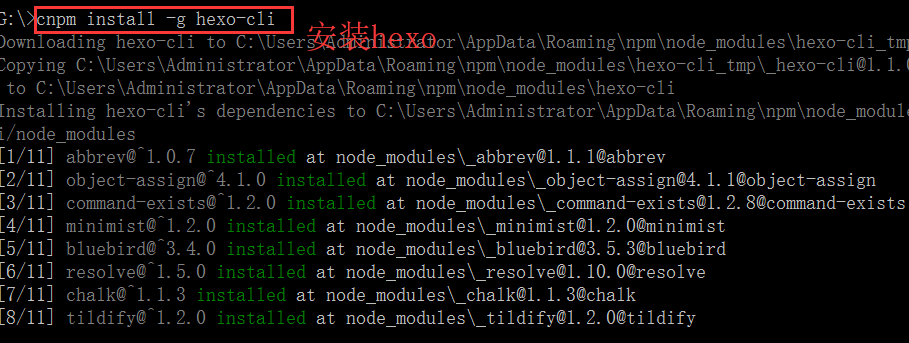 G:\>cnpm install -g hexo-cli
安装hexo
Downloading hexo-cli to C:\Users\Administrator\AppData\Roaming\npm\node_modules\hexo-cli_tmp
Copying C:\Users\Administrator\AppData\Roaming\npm\node_modules\hexo-cli_tmp\_hexo-cli@1.1.0
to C:\Users\Administrator\AppData\Roaming\npm\node_modules\hexo-cli
Installing hexo-cli's dependencies to C:\Users\Administrator\AppData\Roaming\npm\node_module
i/node_modules
[1/11] abbrev@^1.0.7 installed at node_modules\_abbrev@1.1.1@abbrev
[2/11] object-assign@^4.1.0 installed at node_modules\_object-assign@4.1.1@object-assign
[3/11] command-exists@^1.2.0 installed at node_modules\_command-exists@1.2.8@command-exists
[4/11] minimist@^1.2.0 installed at node_modules\_minimist@1.2.0@minimist
[5/11] bluebird@^3.4.0 installed at node_modules\_bluebird@3.5.3@bluebird
[6/11] resolve@^1.5.0 installed at node_modules\_resolve@1.10.0@resolve
[7/11] chalk@^1.1.3 installed at node_modules\_chalk@1.1.3@chalk
[8/11] tildify@^1.2.0 installed at node_modules\_tildify@1.2.0@tildify